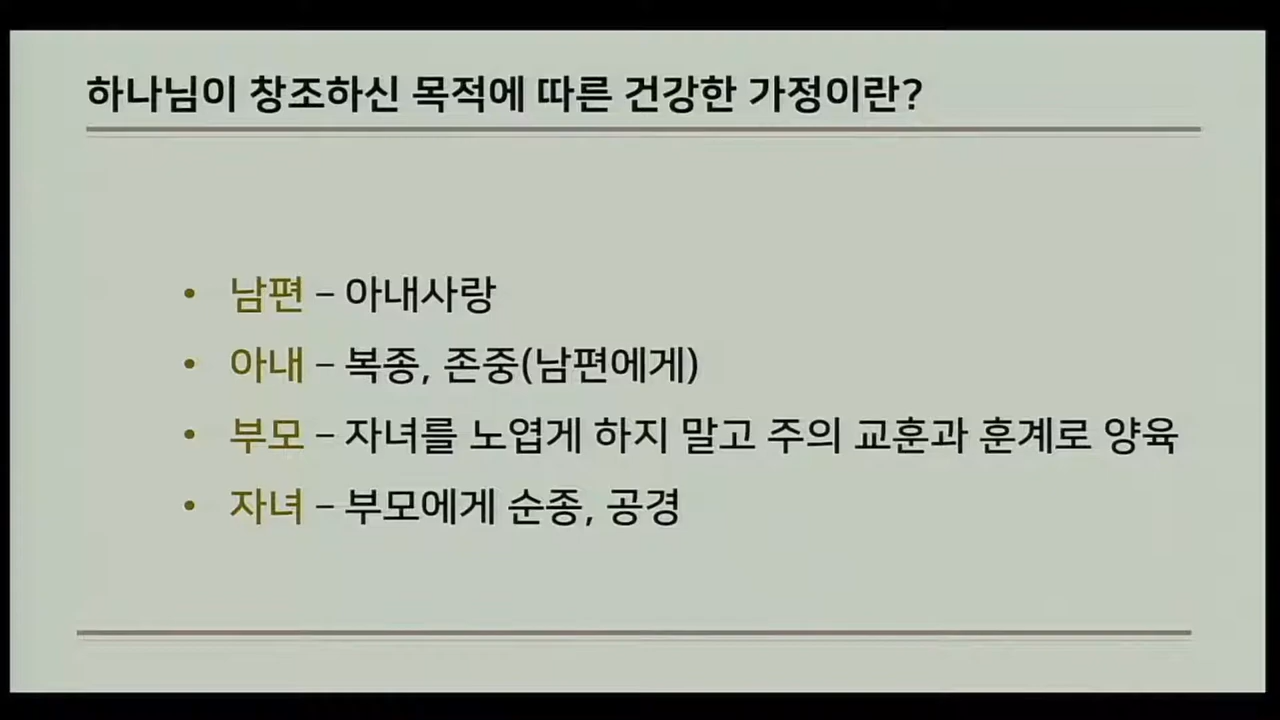 하나님이 창조하신 목적에 따른 건강한 가정이란?
• 남편 – 아내사랑
• 아내 – 복종, 존중(남편에게)
• 부모 – 자녀를 노엽게 하지 말고 주의 교훈과 훈계로 양육
• 자녀 – 부모에게 순종, 공경